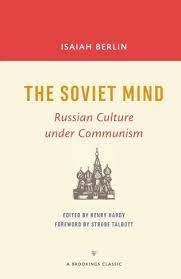 ISAIAH BERLIN
THE SOVIET MIND
Russian Culture
under Communism
EDITED BY HENRY HARDY
FOREWORD BY STROBE TALBOTT
A BROOKINGS CLASSIC